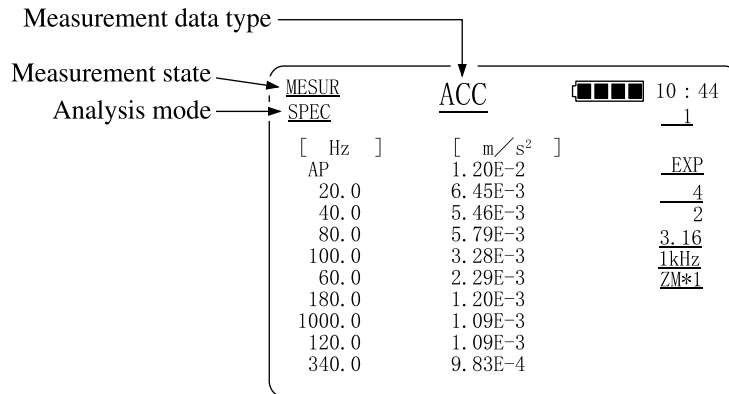 Measurement data type
Measurement state
Analysis mode
MESUR ACC 10 : 44
SPEC 1
[ Hz ] [ m／s² ]
AP 1.20E-2 EXP
20.0 6.45E-3 4
40.0 5.46E-3 2
80.0 5.79E-3 3.16
100.0 3.28E-3 1kHz
60.0 2.29E-3 ZM*1
180.0 1.20E-3
1000.0 1.09E-3
120.0 1.09E-3
340.0 9.83E-4